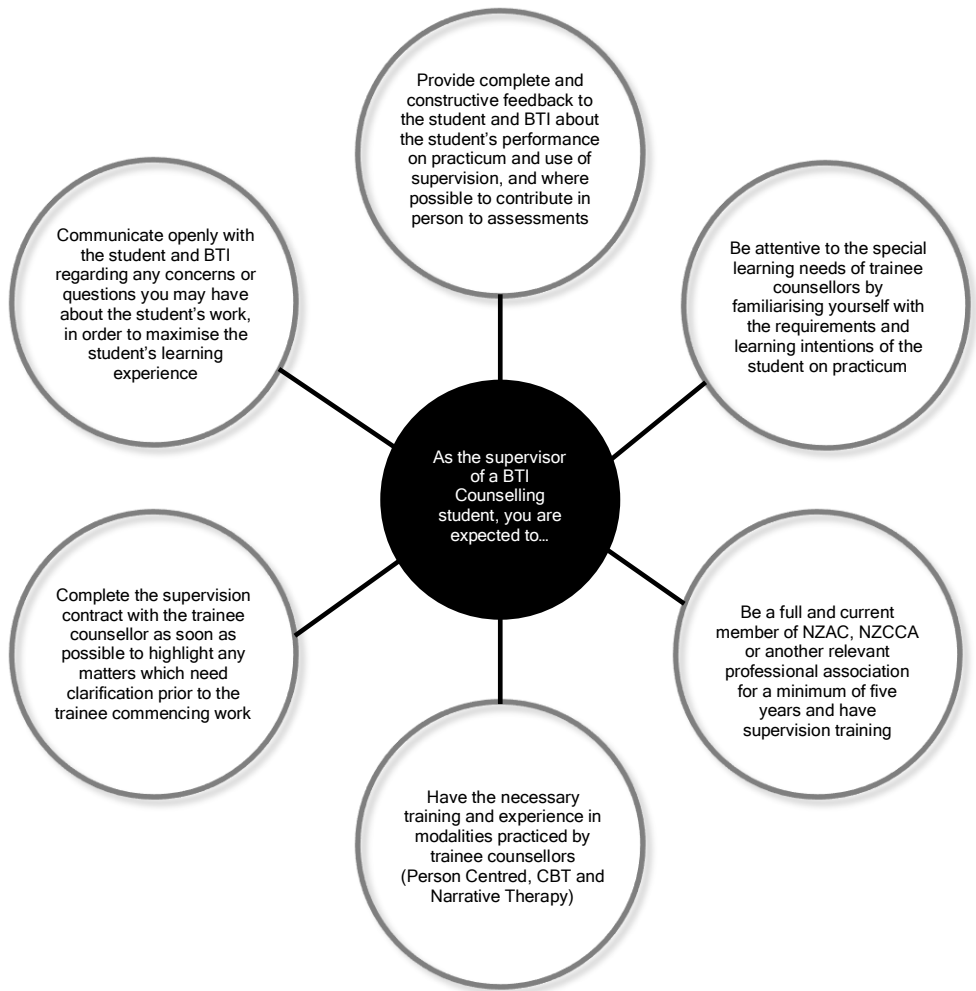 Provide complete and
constructive feedback to
the student and BTI about
the student’s performance
on practicum and use of
supervision, and where
possible to contribute in
person to assessments
Communicate openly with
the student and BTI
regarding any concerns or
questions you may have
about the student’s work,
in order to maximise the
student’s learning
experience
Be attentive to the special
learning needs of trainee
counsellors by
familiarising yourself with
the requirements and
learning intentions of the
student on practicum
As the supervisor
of a BTI
Counselling
student, you are
expected to…
Complete the supervision
contract with the trainee
counsellor as soon as
possible to highlight any
matters which need
clarification prior to the
trainee commencing work
Be a full and current
member of NZAC, NZCCA
or another relevant
professional association
for a minimum of five
years and have
supervision training
Have the necessary
training and experience in
modalities practiced by
trainee counsellors
(Person Centred, CBT and
Narrative Therapy)